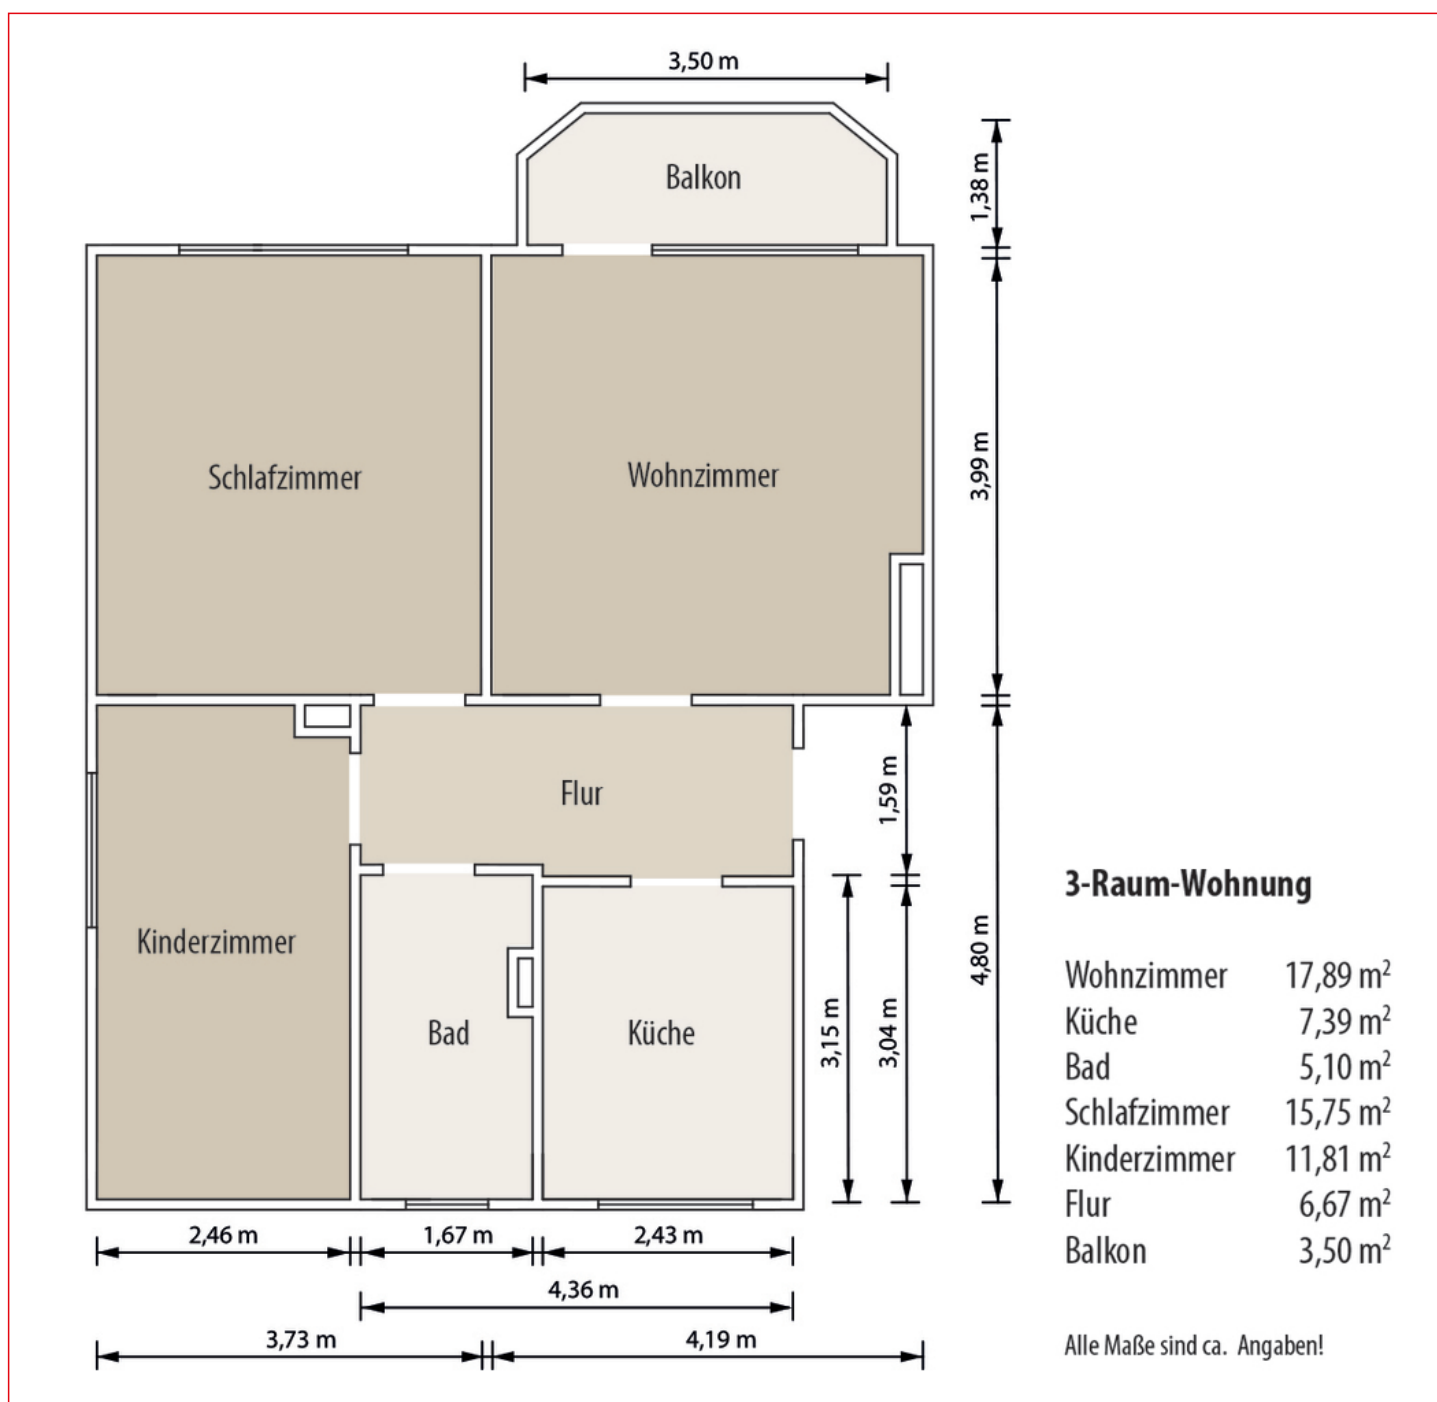 3,50 m
Balkon
1,38 m
Schlafzimmer
Wohnzimmer
3,99 m
Flur
1,59 m
Kinderzimmer
Bad
Küche
3,15 m
3,04 m
4,80 m
2,46 m
1,67 m
2,43 m
4,36 m
3,73 m
4,19 m
3-Raum-Wohnung
Wohnzimmer 17,89 m²
Küche 7,39 m²
Bad 5,10 m²
Schlafzimmer 15,75 m²
Kinderzimmer 11,81 m²
Flur 6,67 m²
Balkon 3,50 m²
Alle Maße sind ca. Angaben!